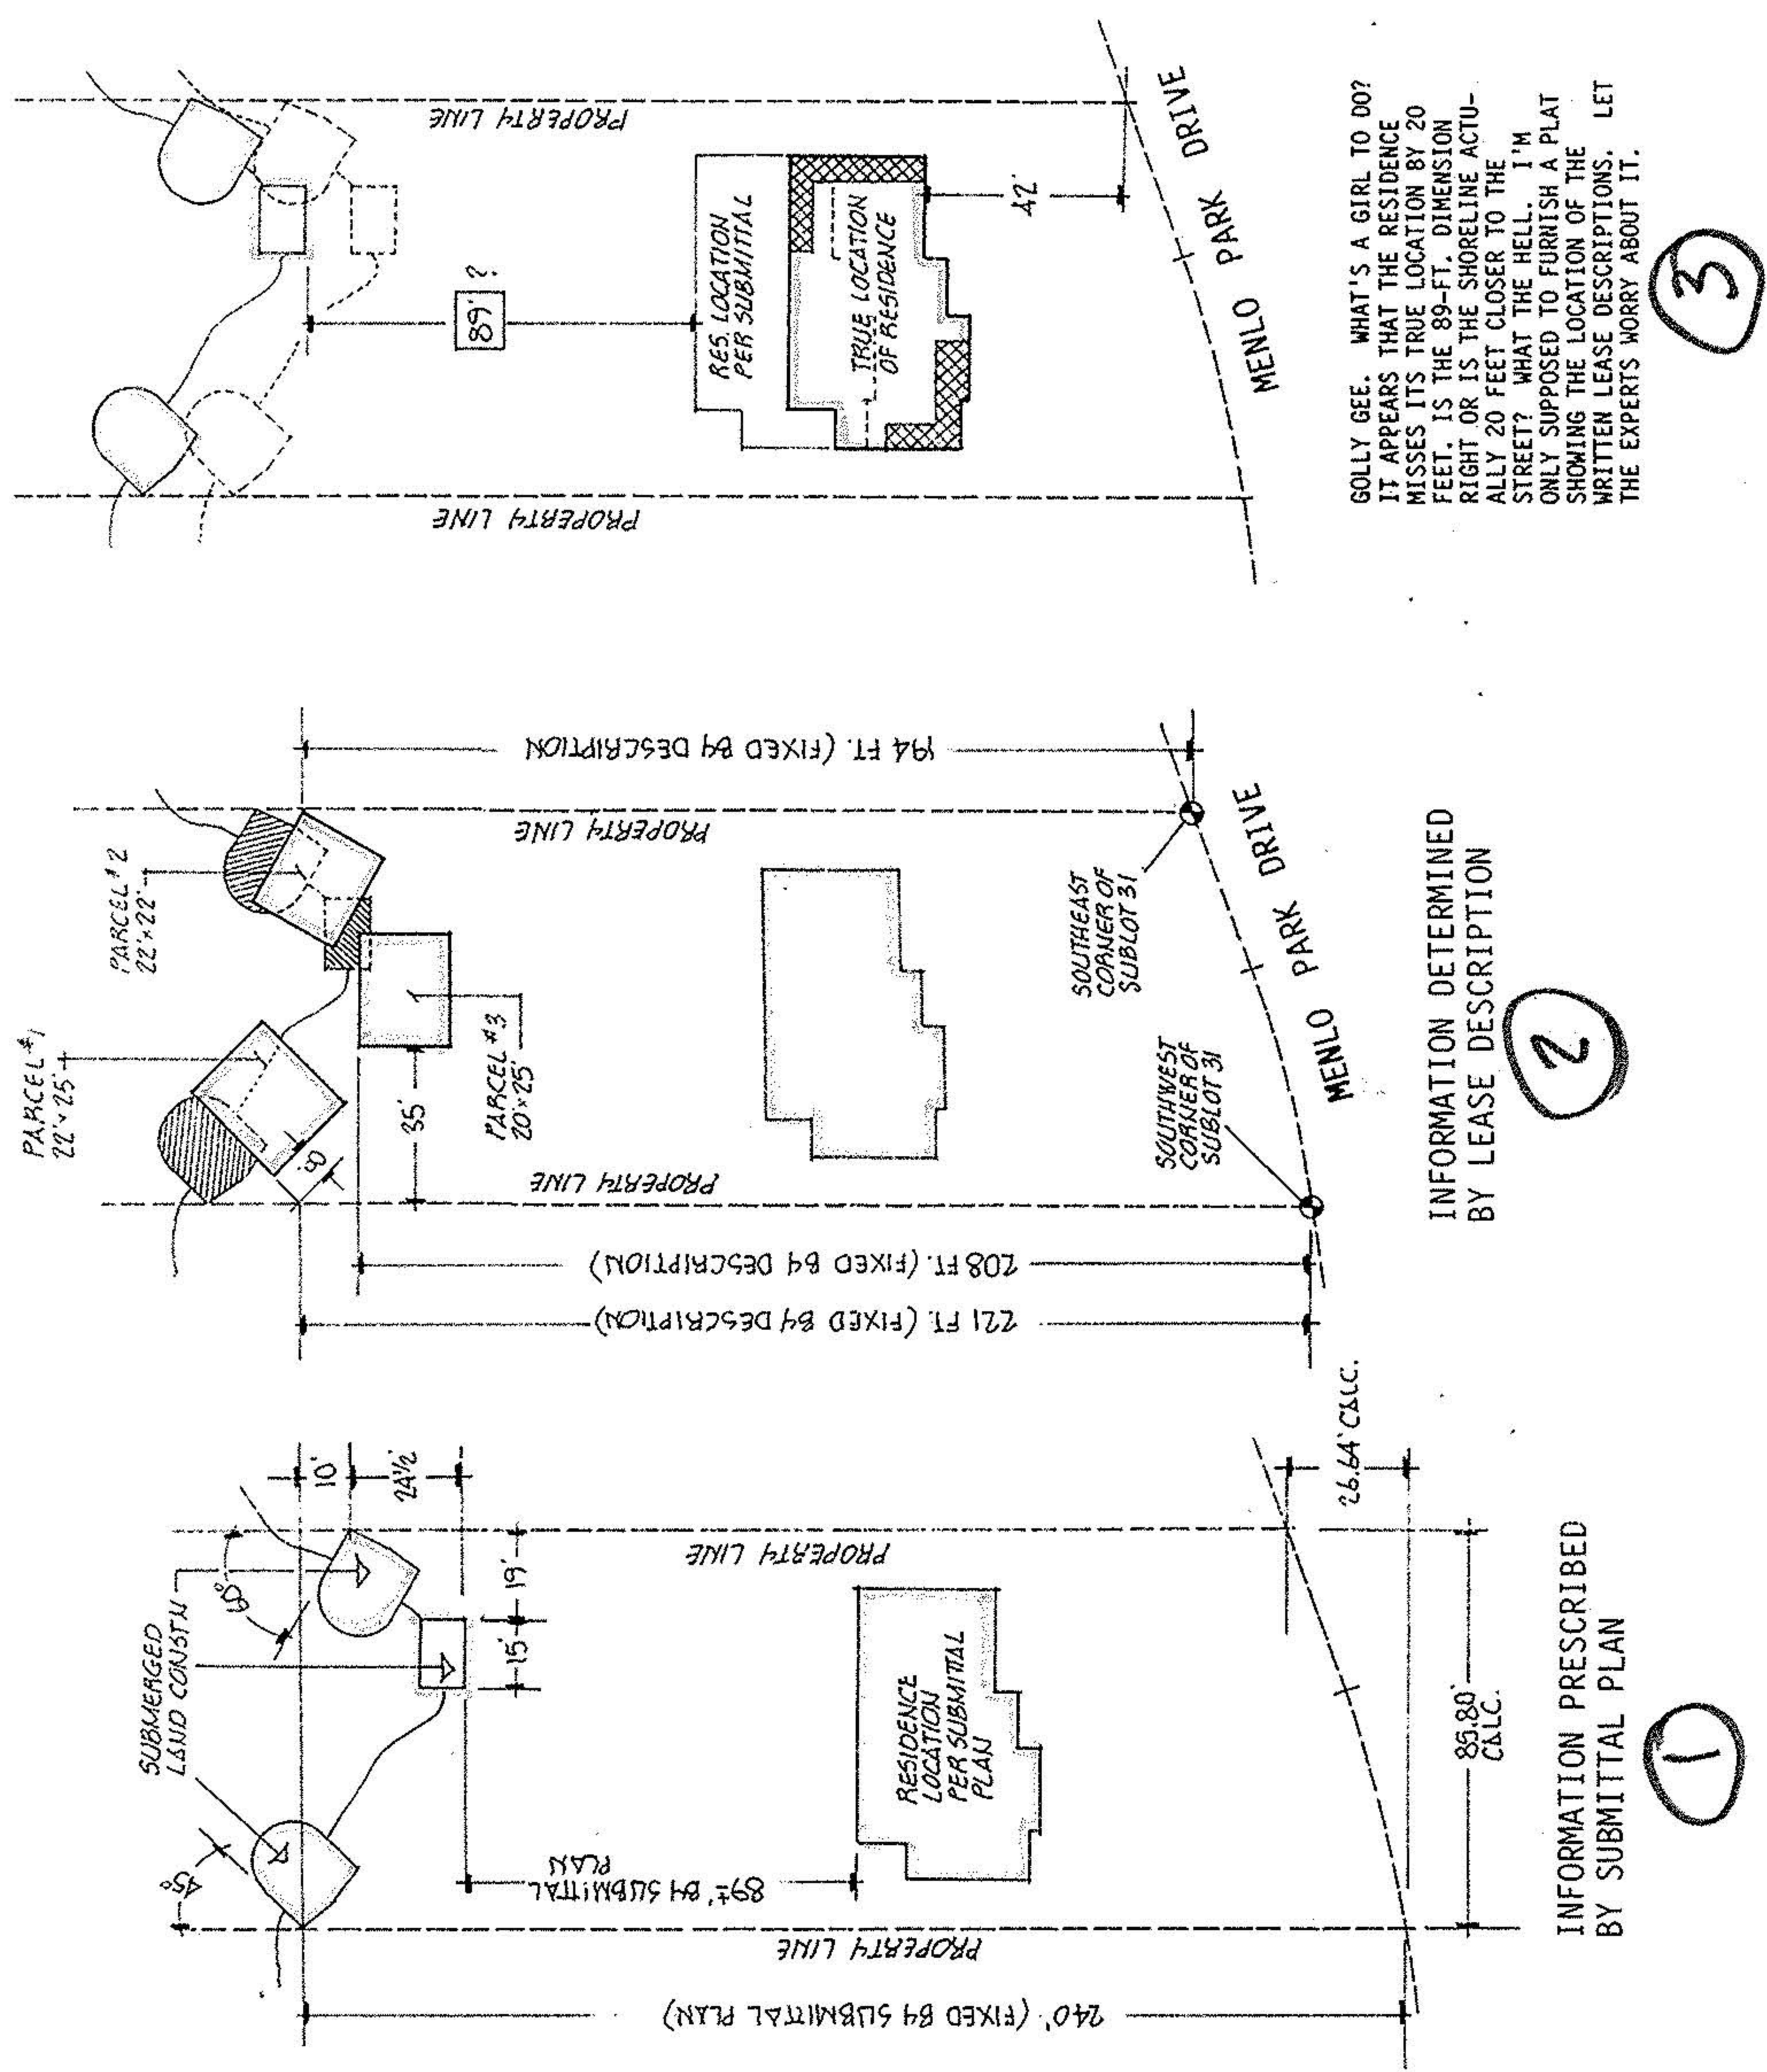 SUBMERGED
LAND CONSTN
45°
60°
10'
24½
19'
15'
PROPERTY LINE
PROPERTY LINE
240' (FIXED BY SUBMITTAL PLAN)
89±' BY SUBMITTAL
PLAN
RESIDENCE
LOCATION
PER SUBMITTAL
PLAN
26.64' CALC.
85.80'
CALC.
INFORMATION PRESCRIBED
BY SUBMITTAL PLAN
1
PARCEL #1
22'x25'
PARCEL #2
22'x22'
8'
35'
PARCEL #3
20'x25'
PROPERTY LINE
PROPERTY LINE
194 FT. (FIXED BY DESCRIPTION
208 FT. (FIXED BY DESCRIPTION)
221 FT. (FIXED BY DESCRIPTION)
SOUTHWEST
CORNER OF
SUBLOT 31
SOUTHEAST
CORNER OF
SUBLOT 31
MENLO PARK DRIVE
INFORMATION DETERMINED
BY LEASE DESCRIPTION
2
PROPERTY LINE
PROPERTY LINE
89' ?
RES. LOCATION
PER SUBMITTAL
TRUE LOCATION
OF RESIDENCE
42'
MENLO PARK DRIVE
GOLLY GEE. WHAT'S A GIRL TO DO?
IT APPEARS THAT THE RESIDENCE
MISSES ITS TRUE LOCATION BY 20
FEET. IS THE 89-FT. DIMENSION
RIGHT OR IS THE SHORELINE ACTU-
ALLY 20 FEET CLOSER TO THE
STREET? WHAT THE HELL. I'M
ONLY SUPPOSED TO FURNISH A PLAT
SHOWING THE LOCATION OF THE
WRITTEN LEASE DESCRIPTIONS. LET
THE EXPERTS WORRY ABOUT IT.
3